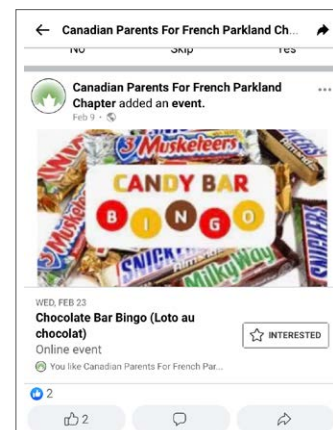 Canadian Parents For French Parkland Ch...
No Skip Yes
Canadian Parents For French Parkland
Chapter added an event.
Feb 9
3 Musketeers
CANDY BAR
BINGO
SNICKERS
MilkyWay
WED, FEB 23
Chocolate Bar Bingo (Loto au
chocolat)
INTERESTED
Online event
You like Canadian Parents For French Par...
2
2